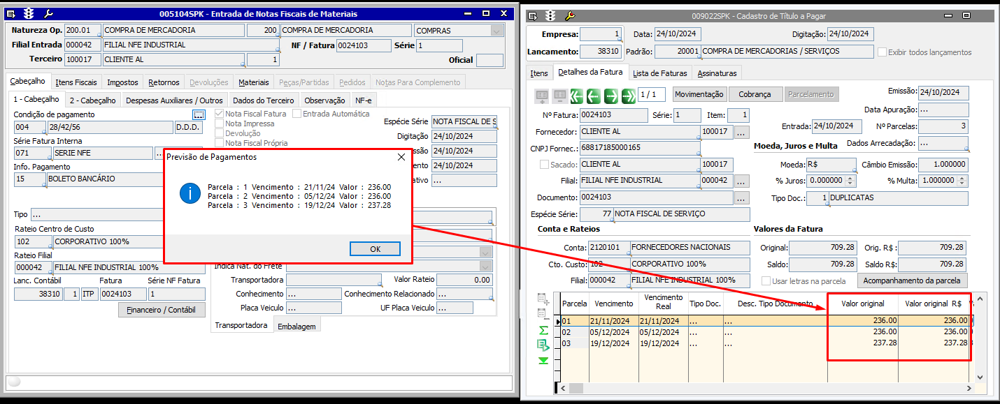 005104SPK - Entrada de Notas Fiscais de Materiais
Natureza Op. 200.01 COMPRA DE MERCADORIA 200 COMPRA DE MERCADORIA COMPRAS
Filial Entrada 000042 FILIAL NFE INDUSTRIAL NF / Fatura 0024103 Série 1
Terceiro 100017 CLIENTE AL 1 Oficial
Cabeçalho Itens Fiscais Impostos Retornos Devoluções Materiais Peças/Partidas Pedidos Notas Para Complemento
1 - Cabeçalho 2 - Cabeçalho Despesas Auxiliares / Outros Dados do Terceiro Observação NF-e
Condição de pagamento
004 28/42/56 D.D.D.
Nota Fiscal Fatura Entrada Automática
Nota Impressa
Devolução
Nota Fiscal Própria
Espécie Série NOTA FISCAL DE S
Digitação 24/10/2024
ssão 24/10/2024
ento 24/10/2024
ativo ...
Série Fatura Interna
071 SERIE NFE ...
Info. Pagamento
15 BOLETO BANCÁRIO
Previsão de Pagamentos
Parcela : 1 Vencimento : 21/11/24 Valor : 236.00
Parcela : 2 Vencimento : 05/12/24 Valor : 236.00
Parcela : 3 Vencimento : 19/12/24 Valor : 237.28
OK
Tipo ...
Rateio Centro de Custo
102 CORPORATIVO 100%
Rateio Filial
000042 FILIAL NFE INDUSTRIAL 100%
Lanc. Contábil Fatura Série NF Fatura
38310 1 ITP 0024103 1
Financeiro / Contábil
Indica Nat. do Frete
Transportadora Valor Rateio 0.00
Conhecimento ... Conhecimento Relacionado ...
Placa Veiculo ... UF Placa Veiculo ...
Transportadora Embalagem
009022SPK - Cadastro de Título a Pagar
Empresa: 1 Data: 24/10/2024 Digitação: 24/10/2024
Lancamento: 38310 Padrão: 20001 COMPRA DE MERCADORIAS / SERVIÇOS Exibir todos lançamentos
Itens Detalhes da Fatura Lista de Faturas Assinaturas
1 / 1 Movimentação Cobrança Parcelamento Emissão: 24/10/2024
Nº Fatura: 0024103 Série: 1 Item: 1 Data Apuração: ...
Fornecedor: CLIENTE AL 100017 ... Entrada: 24/10/2024 Nº Parcelas: 3
CNPJ Fornec.: 68817185000165 Moeda, Juros e Multa Dados Arrecadação: ...
Sacado: CLIENTE AL 100017 Moeda: R$ Câmbio Emissão: 1.000000
Filial: FILIAL NFE INDUSTRIAL 000042 ... % Juros: 0.000000 % Multa: 1.000000
Documento: 0024103 ... Tipo Doc.: 1 DUPLICATAS
Espécie Série: 77 NOTA FISCAL DE SERVIÇO
Conta e Rateios Valores da Fatura
Conta: 2120101 FORNECEDORES NACIONAIS Original: 709.28 Orig. R$ : 709.28
Cto. Custo: 102 CORPORATIVO 100% Saldo: 709.28 Saldo R$: 709.28
Filial: 000042 FILIAL NFE INDUSTRIAL 100% Usar letras na parcela Acompanhamento da parcela
Parcela Vencimento Vencimento Real Tipo Doc. Desc. Tipo Documento Valor original Valor original R$
01 21/11/2024 21/11/2024 ... ... 236.00 236.00
02 05/12/2024 05/12/2024 ... ... 236.00 236.00
03 19/12/2024 19/12/2024 ... ... 237.28 237.28